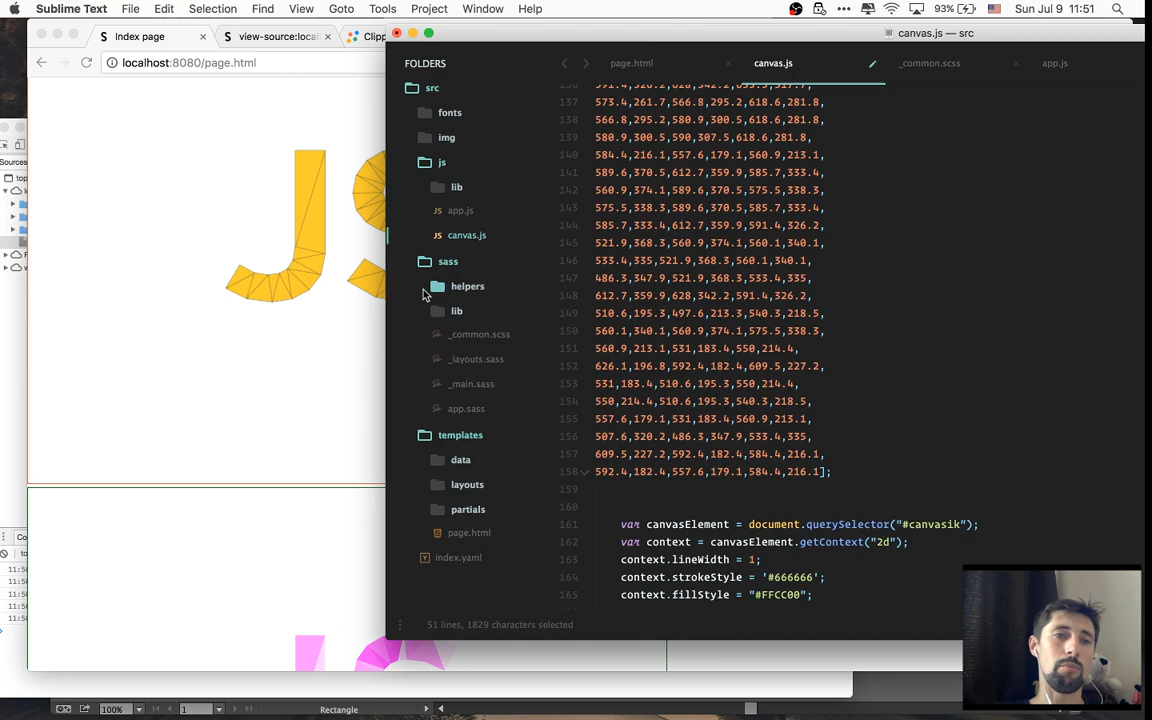 Sublime Text File Edit Selection Find View Goto Tools Project Window Help
93% Sun Jul 9 11:51
Index page
view-source:local
Clipp
localhost:8080/page.html
canvas.js — src
FOLDERS
src
fonts
img
js
lib
app.js
canvas.js
sass
helpers
lib
_common.scss
_layouts.sass
_main.sass
app.sass
templates
data
layouts
partials
page.html
index.yaml
page.html
canvas.js
_common.scss
app.js
137 573.4,261.7,566.8,295.2,618.6,281.8,
138 566.8,295.2,580.9,300.5,618.6,281.8,
139 580.9,300.5,590,307.5,618.6,281.8,
140 584.4,216.1,557.6,179.1,560.9,213.1,
141 589.6,370.5,612.7,359.9,585.7,333.4,
142 560.9,374.1,589.6,370.5,575.5,338.3,
143 575.5,338.3,589.6,370.5,585.7,333.4,
144 585.7,333.4,612.7,359.9,591.4,326.2,
145 521.9,368.3,560.9,374.1,560.1,340.1,
146 533.4,335,521.9,368.3,560.1,340.1,
147 486.3,347.9,521.9,368.3,533.4,335,
148 612.7,359.9,628,342.2,591.4,326.2,
149 510.6,195.3,497.6,213.3,540.3,218.5,
150 560.1,340.1,560.9,374.1,575.5,338.3,
151 560.9,213.1,531,183.4,550,214.4,
152 626.1,196.8,592.4,182.4,609.5,227.2,
153 531,183.4,510.6,195.3,550,214.4,
154 550,214.4,510.6,195.3,540.3,218.5,
155 557.6,179.1,531,183.4,560.9,213.1,
156 507.6,320.2,486.3,347.9,533.4,335,
157 609.5,227.2,592.4,182.4,584.4,216.1,
158 592.4,182.4,557.6,179.1,584.4,216.1];
159
160
161 var canvasElement = document.querySelector("#canvasik");
162 var context = canvasElement.getContext("2d");
163 context.lineWidth = 1;
164 context.strokeStyle = '#666666';
165 context.fillStyle = "#FFCC00";
51 lines, 1829 characters selected
Sources
top
Co
100%
1
Rectangle